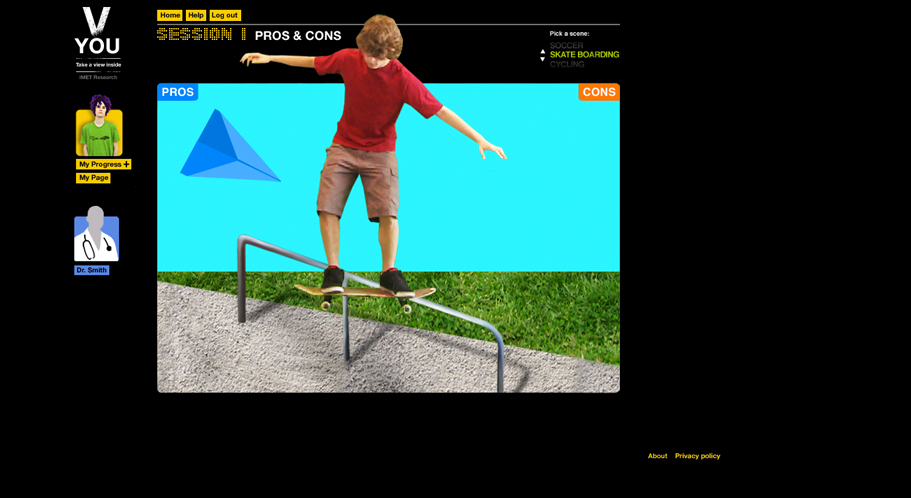 V
YOU
Take a view inside
iMET Research
Home Help Log out
SESSION 1 PROS & CONS
Pick a scene:
SOCCER
SKATE BOARDING
CYCLING
PROS
CONS
My Progress +
My Page
Dr. Smith
About Privacy policy